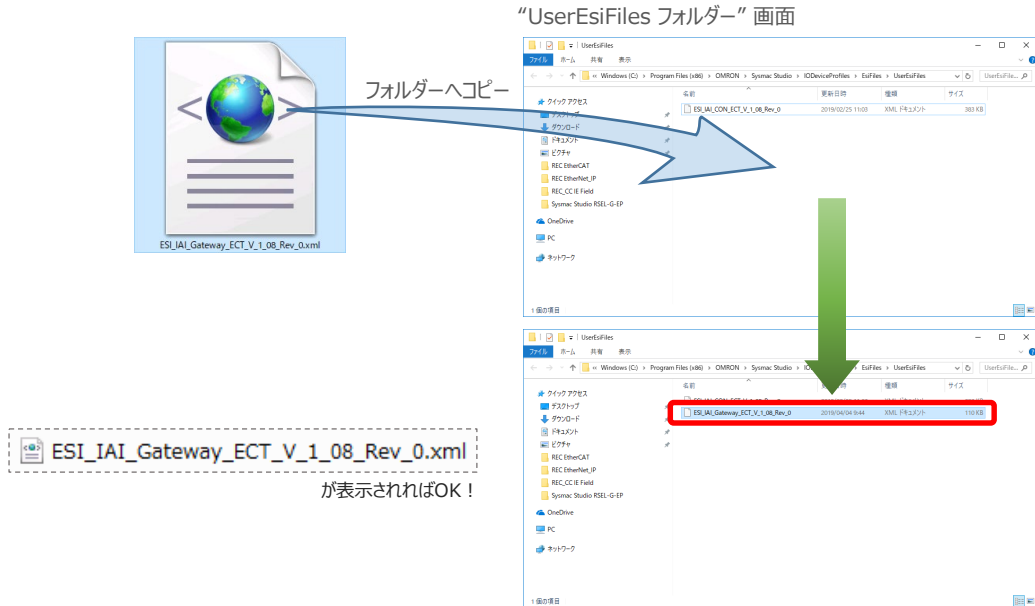 “UserEsiFiles フォルダー” 画面
ESI_IAI_Gateway_ECT_V_1_08_Rev_0.xml
フォルダーへコピー
UserEsiFiles
ファイル ホーム 共有 表示
« Windows (C:) › Program Files (x86) › OMRON › Sysmac Studio › IODeviceProfiles › EsiFiles › UserEsiFiles
UserEsiFile...
名前 更新日時 種類 サイズ
ESI_IAI_CON_ECT_V_1_08_Rev_0 2019/02/25 11:03 XML ドキュメント 383 KB
クイック アクセス
デスクトップ
ダウンロード
ドキュメント
ピクチャ
REC EtherCAT
REC EtherNet_IP
REC_CC IE Field
Sysmac Studio RSEL-G-EP
OneDrive
PC
ネットワーク
1 個の項目
UserEsiFiles
ファイル ホーム 共有 表示
« Windows (C:) › Program Files (x86) › OMRON › Sysmac Studio › EsiFiles › UserEsiFiles
UserEsiFile...
名前 種類 サイズ
ESI_IAI_Gateway_ECT_V_1_08_Rev_0 2019/04/04 9:44 XML ドキュメント 110 KB
クイック アクセス
デスクトップ
ダウンロード
ドキュメント
ピクチャ
REC EtherCAT
REC EtherNet_IP
REC_CC IE Field
Sysmac Studio RSEL-G-EP
OneDrive
PC
ネットワーク
1 個の項目
ESI_IAI_Gateway_ECT_V_1_08_Rev_0.xml
が表示されればOK！